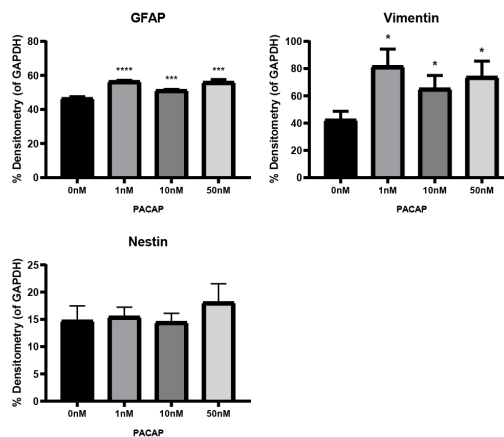 GFAP
% Densitometry (of GAPDH)
80
60
40
20
0
****
***
***
0nM
1nM
10nM
50nM
PACAP
Vimentin
% Densitometry (of GAPDH)
100
80
60
40
20
0
*
*
*
0nM
1nM
10nM
50nM
PACAP
Nestin
% Densitometry (of GAPDH)
25
20
15
10
5
0
0nM
1nM
10nM
50nM
PACAP